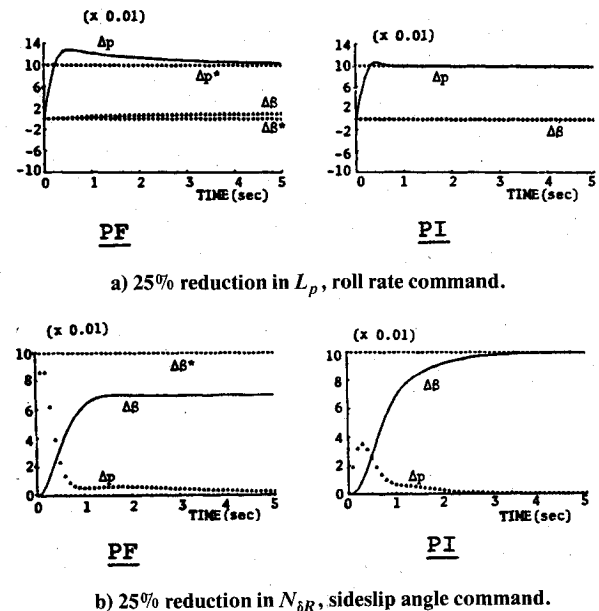 (x 0.01)
14
10
6
2
-2
-6
-10
Δp
Δp*
Δβ
Δβ*
0 1 2 3 4 5
TIME(sec)
PF
(x 0.01)
14
10
6
2
-2
-6
-10
Δp
Δβ
0 1 2 3 4 5
TIME(sec)
PI
a) 25% reduction in Lp, roll rate command.
(x 0.01)
10
8
6
4
2
0
Δβ*
Δβ
Δp
0 1 2 3 4 5
TIME(sec)
PF
(x 0.01)
10
8
6
4
2
0
Δβ
Δp
0 1 2 3 4 5
TIME(sec)
PI
b) 25% reduction in NδR, sideslip angle command.